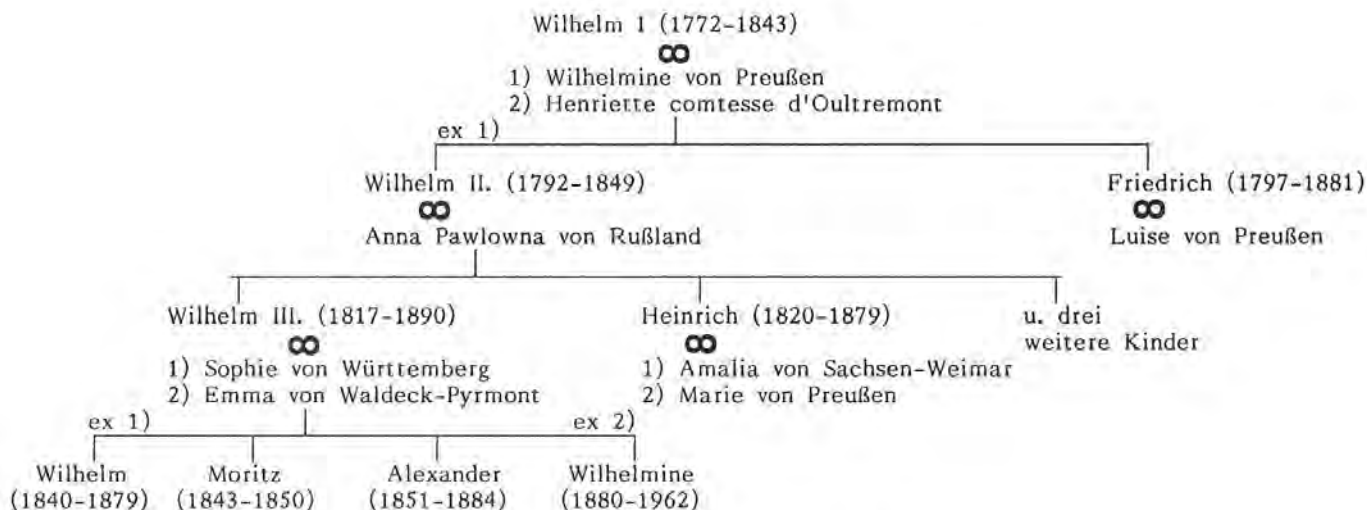 Wilhelm I (1772-1843)
∞
1) Wilhelmine von Preußen
2) Henriette comtesse d'Oultremont
ex 1)
Wilhelm II. (1792-1849)
∞
Anna Pawlowna von Rußland
Friedrich (1797-1881)
∞
Luise von Preußen
Wilhelm III. (1817-1890)
∞
1) Sophie von Württemberg
2) Emma von Waldeck-Pyrmont
Heinrich (1820-1879)
∞
1) Amalia von Sachsen-Weimar
2) Marie von Preußen
u. drei
weitere Kinder
ex 1)
ex 2)
Wilhelm
(1840-1879)
Moritz
(1843-1850)
Alexander
(1851-1884)
Wilhelmine
(1880-1962)